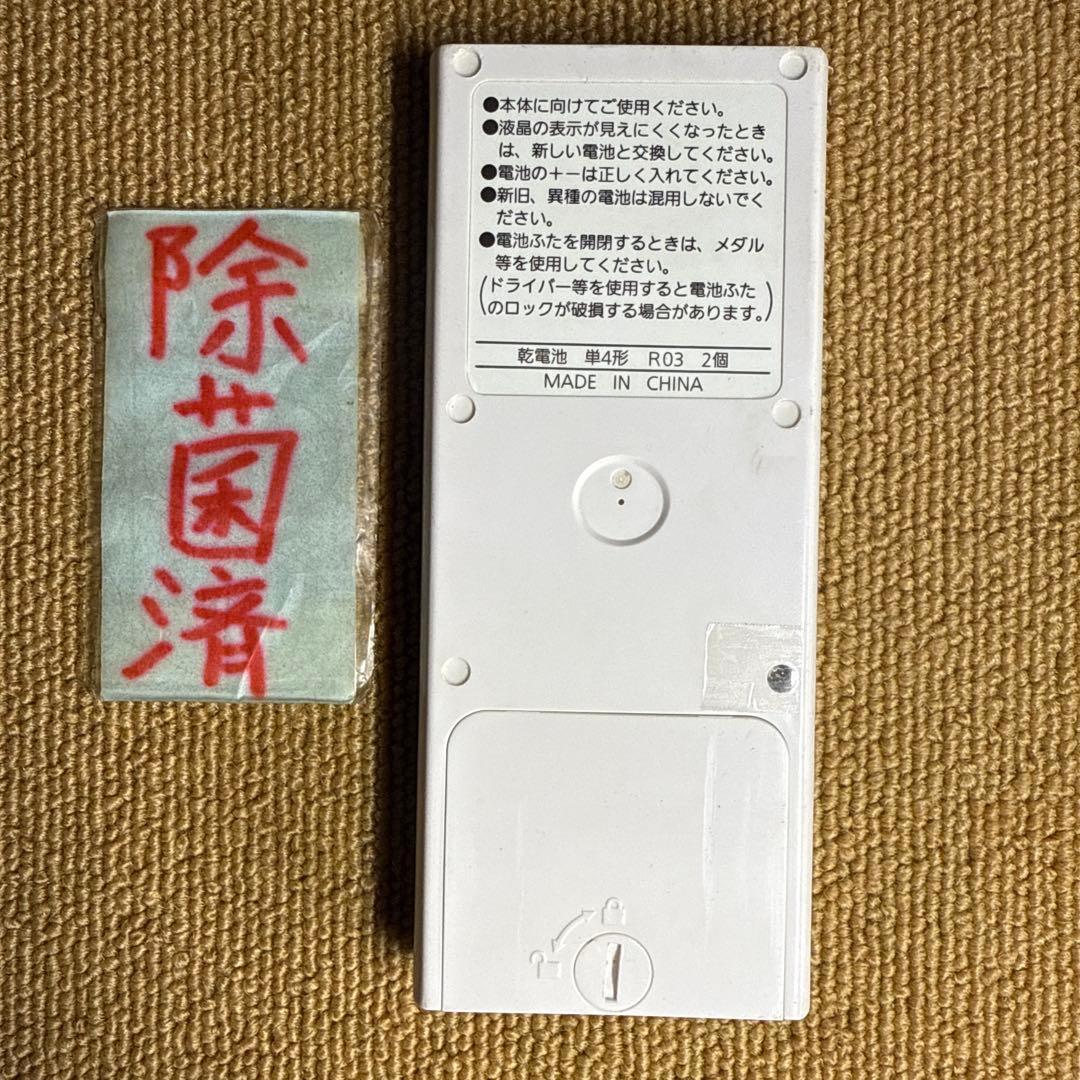 除菌済
●本体に向けてご使用ください。
●液晶の表示が見えにくくなったとき
は、新しい電池と交換してください。
●電池の＋－は正しく入れてください。
●新旧、異種の電池は混用しないでく
ださい。
●電池ふたを開閉するときは、メダル
等を使用してください。
(ドライバー等を使用すると電池ふた
のロックが破損する場合があります。)
乾電池 単4形 R03 2個
MADE IN CHINA